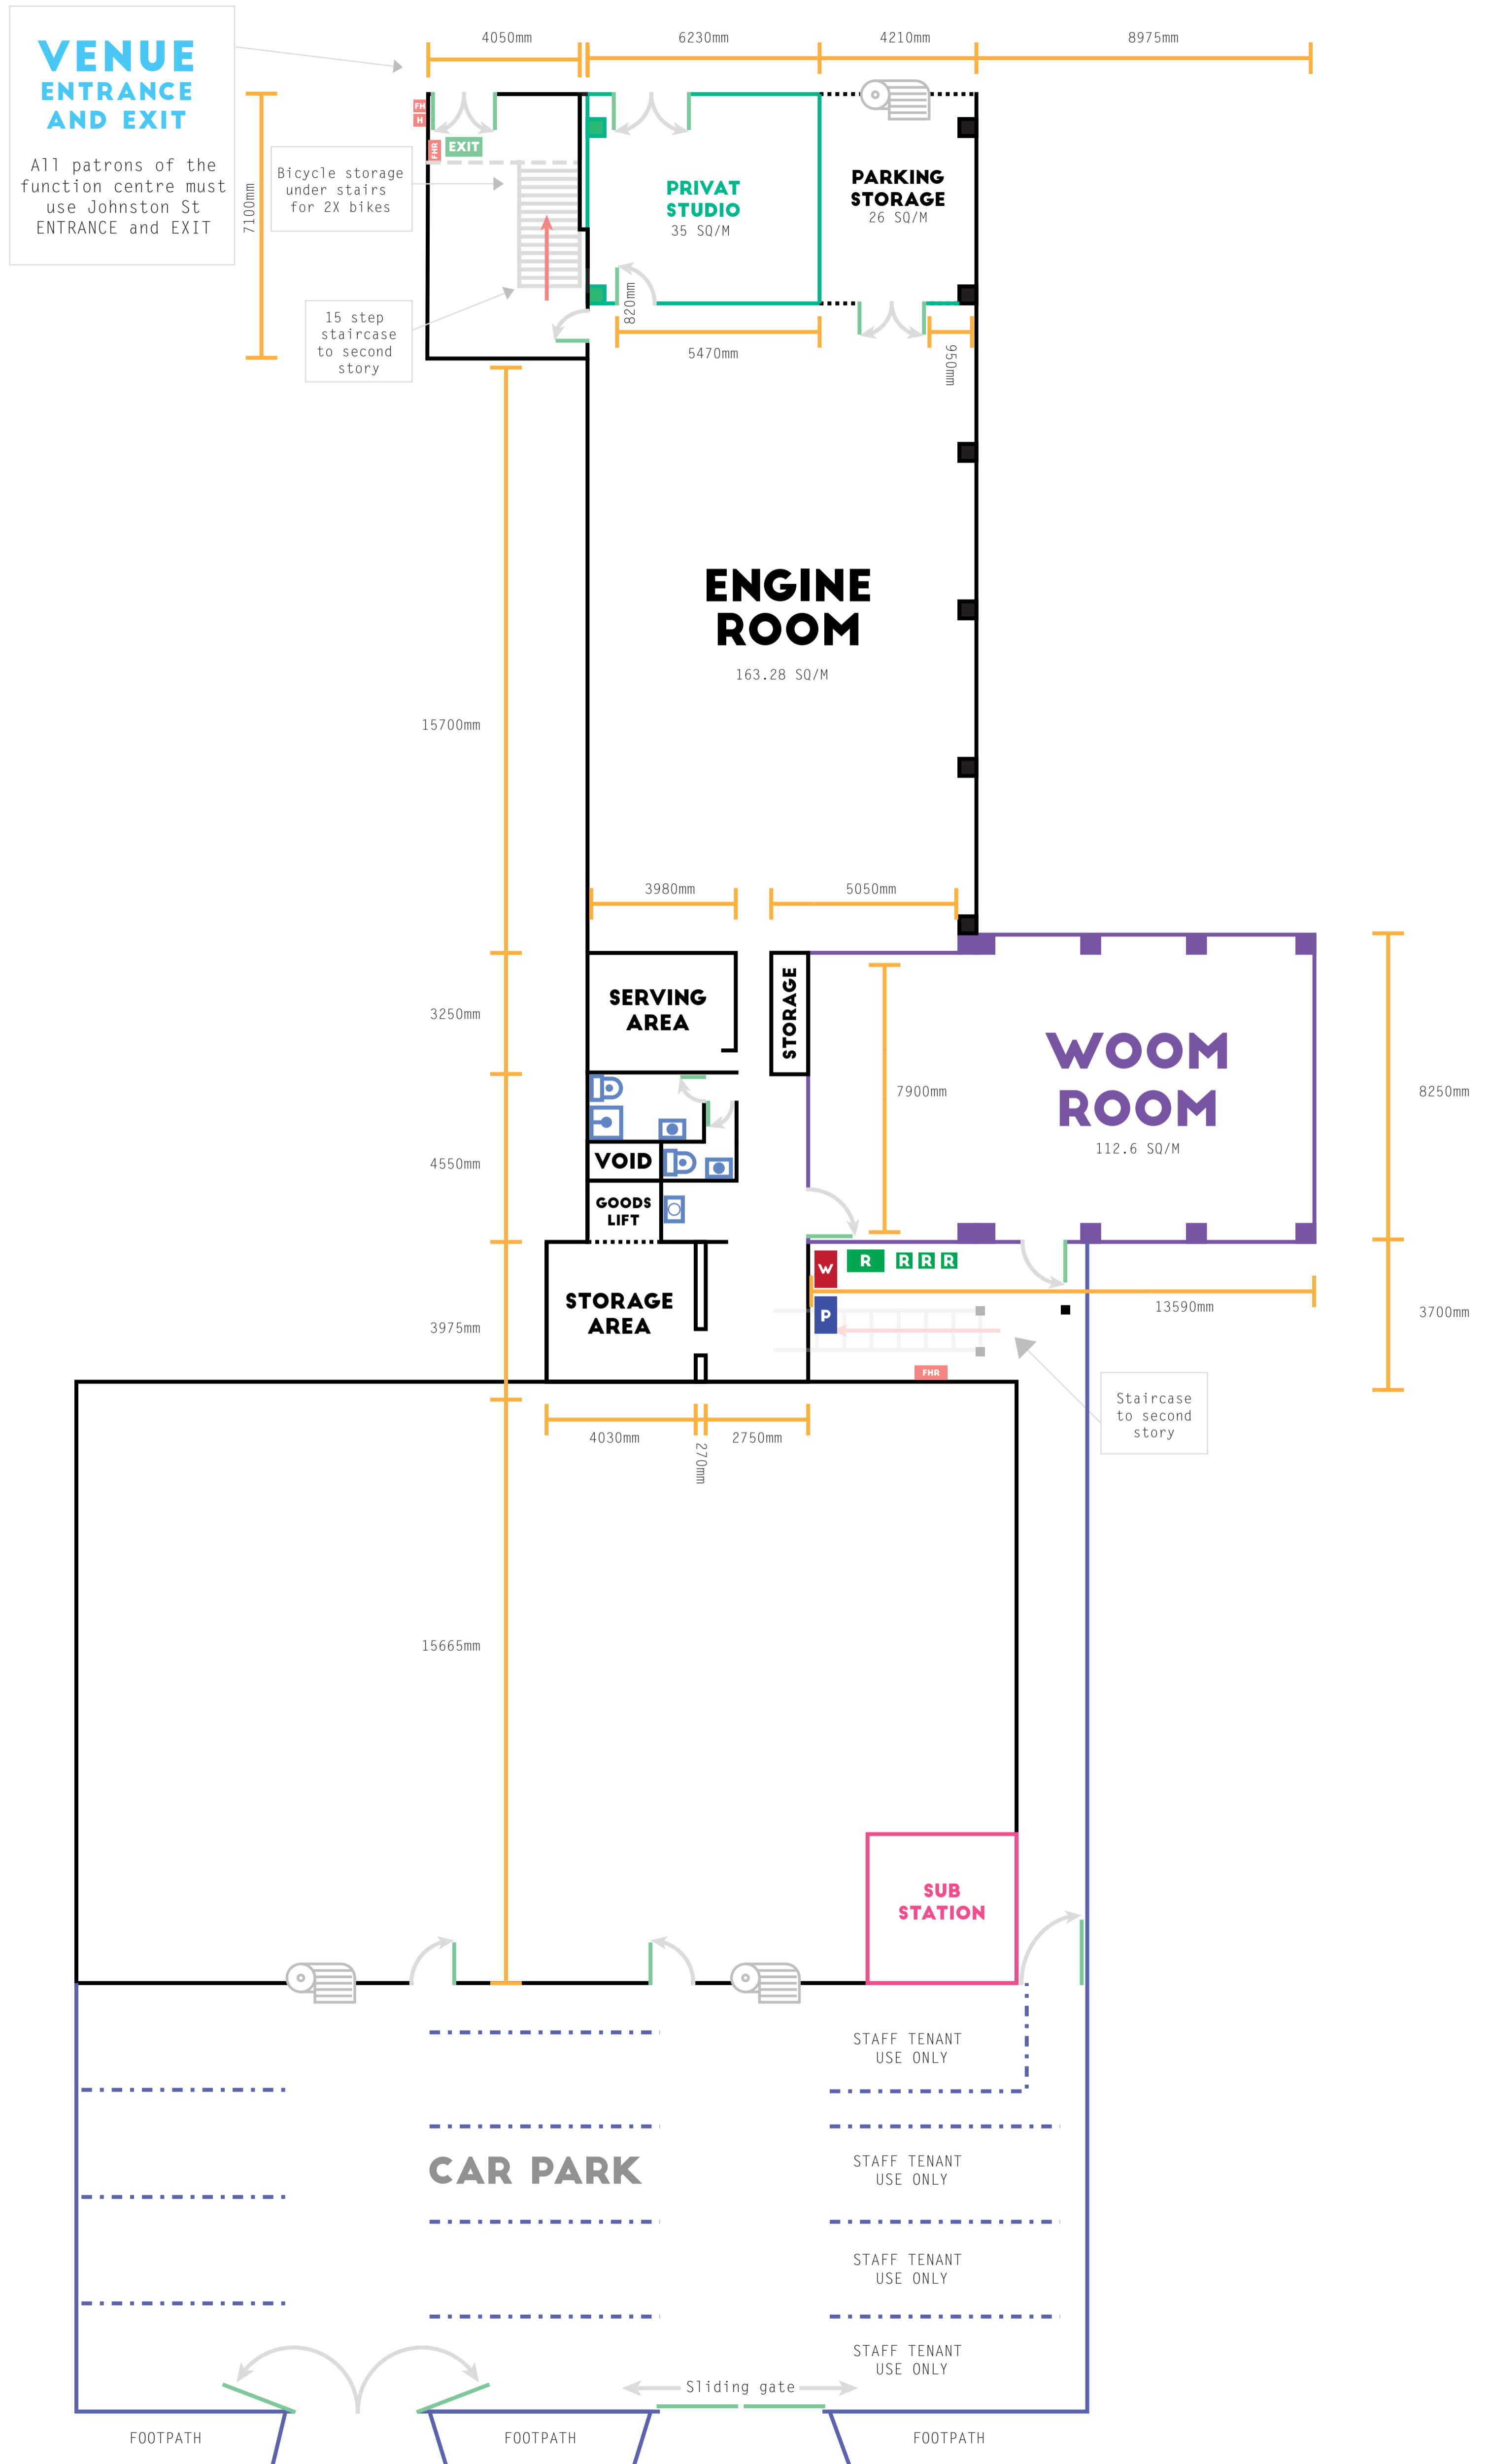 VENUE
ENTRANCE
AND EXIT
All patrons of the
function centre must
use Johnston St
ENTRANCE and EXIT
4050mm
6230mm
4210mm
8975mm
7100mm
FH
H
FHR
EXIT
Bicycle storage
under stairs
for 2X bikes
15 step
staircase
to second
story
PRIVAT
STUDIO
35 SQ/M
PARKING
STORAGE
26 SQ/M
820mm
5470mm
950mm
ENGINE
ROOM
163.28 SQ/M
15700mm
3980mm
5050mm
SERVING
AREA
STORAGE
3250mm
WOOM
ROOM
112.6 SQ/M
7900mm
8250mm
VOID
4550mm
GOODS
LIFT
STORAGE
AREA
3975mm
W
R
R R R
P
13590mm
3700mm
FHR
Staircase
to second
story
4030mm
270mm
2750mm
15665mm
SUB
STATION
STAFF TENANT
USE ONLY
CAR PARK
STAFF TENANT
USE ONLY
STAFF TENANT
USE ONLY
STAFF TENANT
USE ONLY
Sliding gate
FOOTPATH
FOOTPATH
FOOTPATH